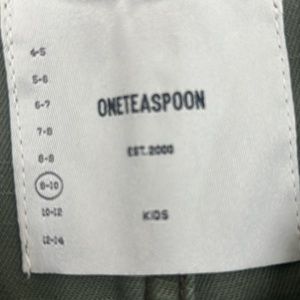 4-5
5-6
6-7
7-8
8-9
9-10
10-12
12-14
ONETEASPOON
EST.2000
KIDS